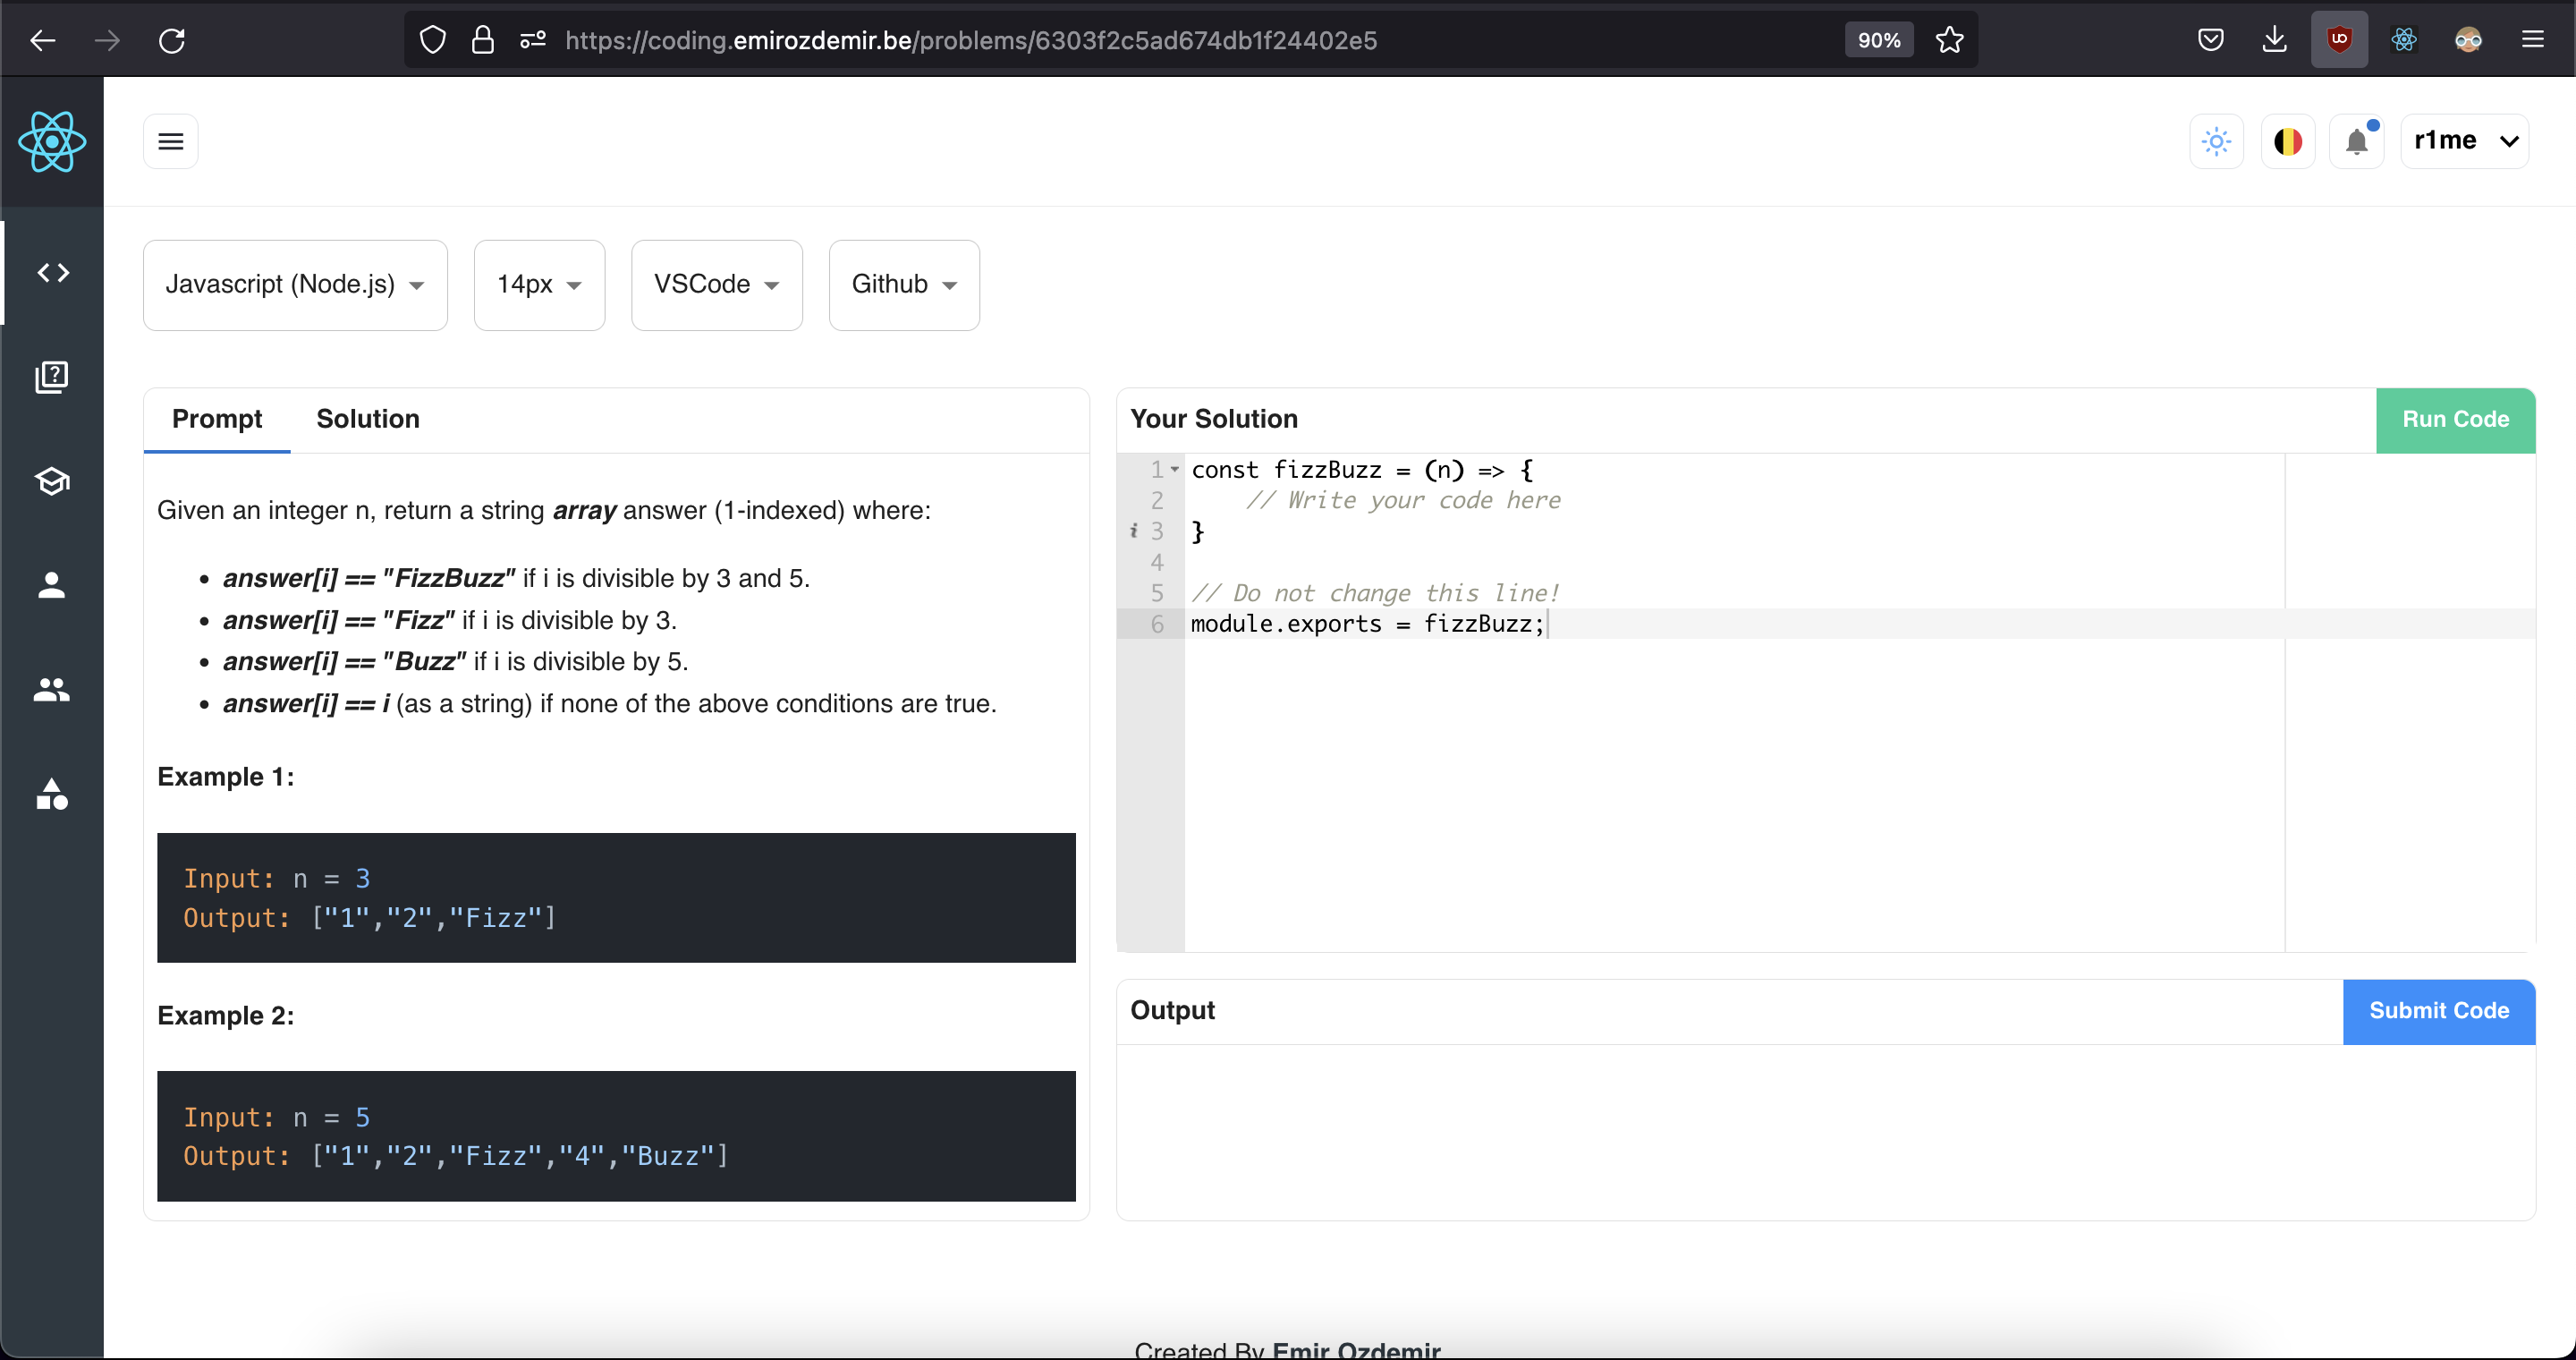 https://coding.emirozdemir.be/problems/6303f2c5ad674db1f24402e5
90%
r1me
Javascript (Node.js)
14px
VSCode
Github
Prompt
Solution
Given an integer n, return a string array answer (1-indexed) where:
answer[i] == "FizzBuzz" if i is divisible by 3 and 5.
answer[i] == "Fizz" if i is divisible by 3.
answer[i] == "Buzz" if i is divisible by 5.
answer[i] == i (as a string) if none of the above conditions are true.
Example 1:
Input: n = 3
Output: ["1","2","Fizz"]
Example 2:
Input: n = 5
Output: ["1","2","Fizz","4","Buzz"]
Your Solution
Run Code
1 const fizzBuzz = (n) => {
2 // Write your code here
i 3 }
4
5 // Do not change this line!
6 module.exports = fizzBuzz;
Output
Submit Code
Created By Emir Ozdemir